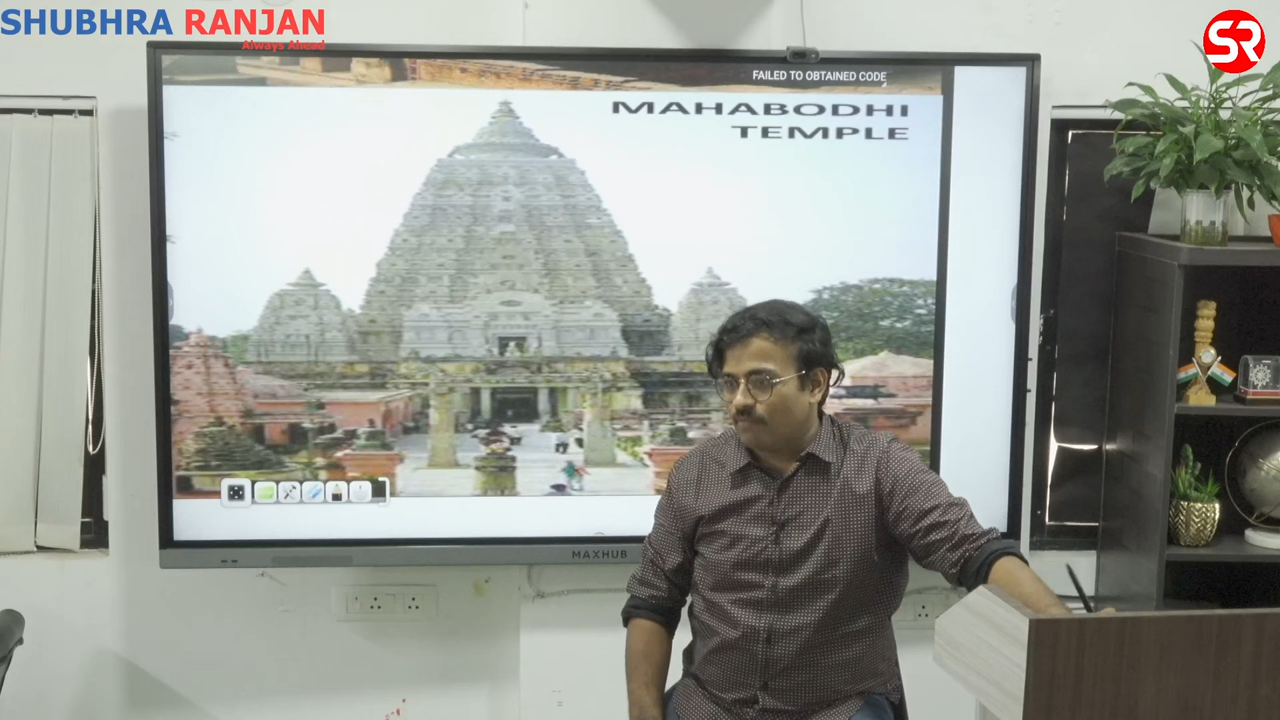 SHUBHRA RANJAN
Always Ahead
SR
FAILED TO OBTAINED CODE
MAHABODHI
TEMPLE
MAXHUB